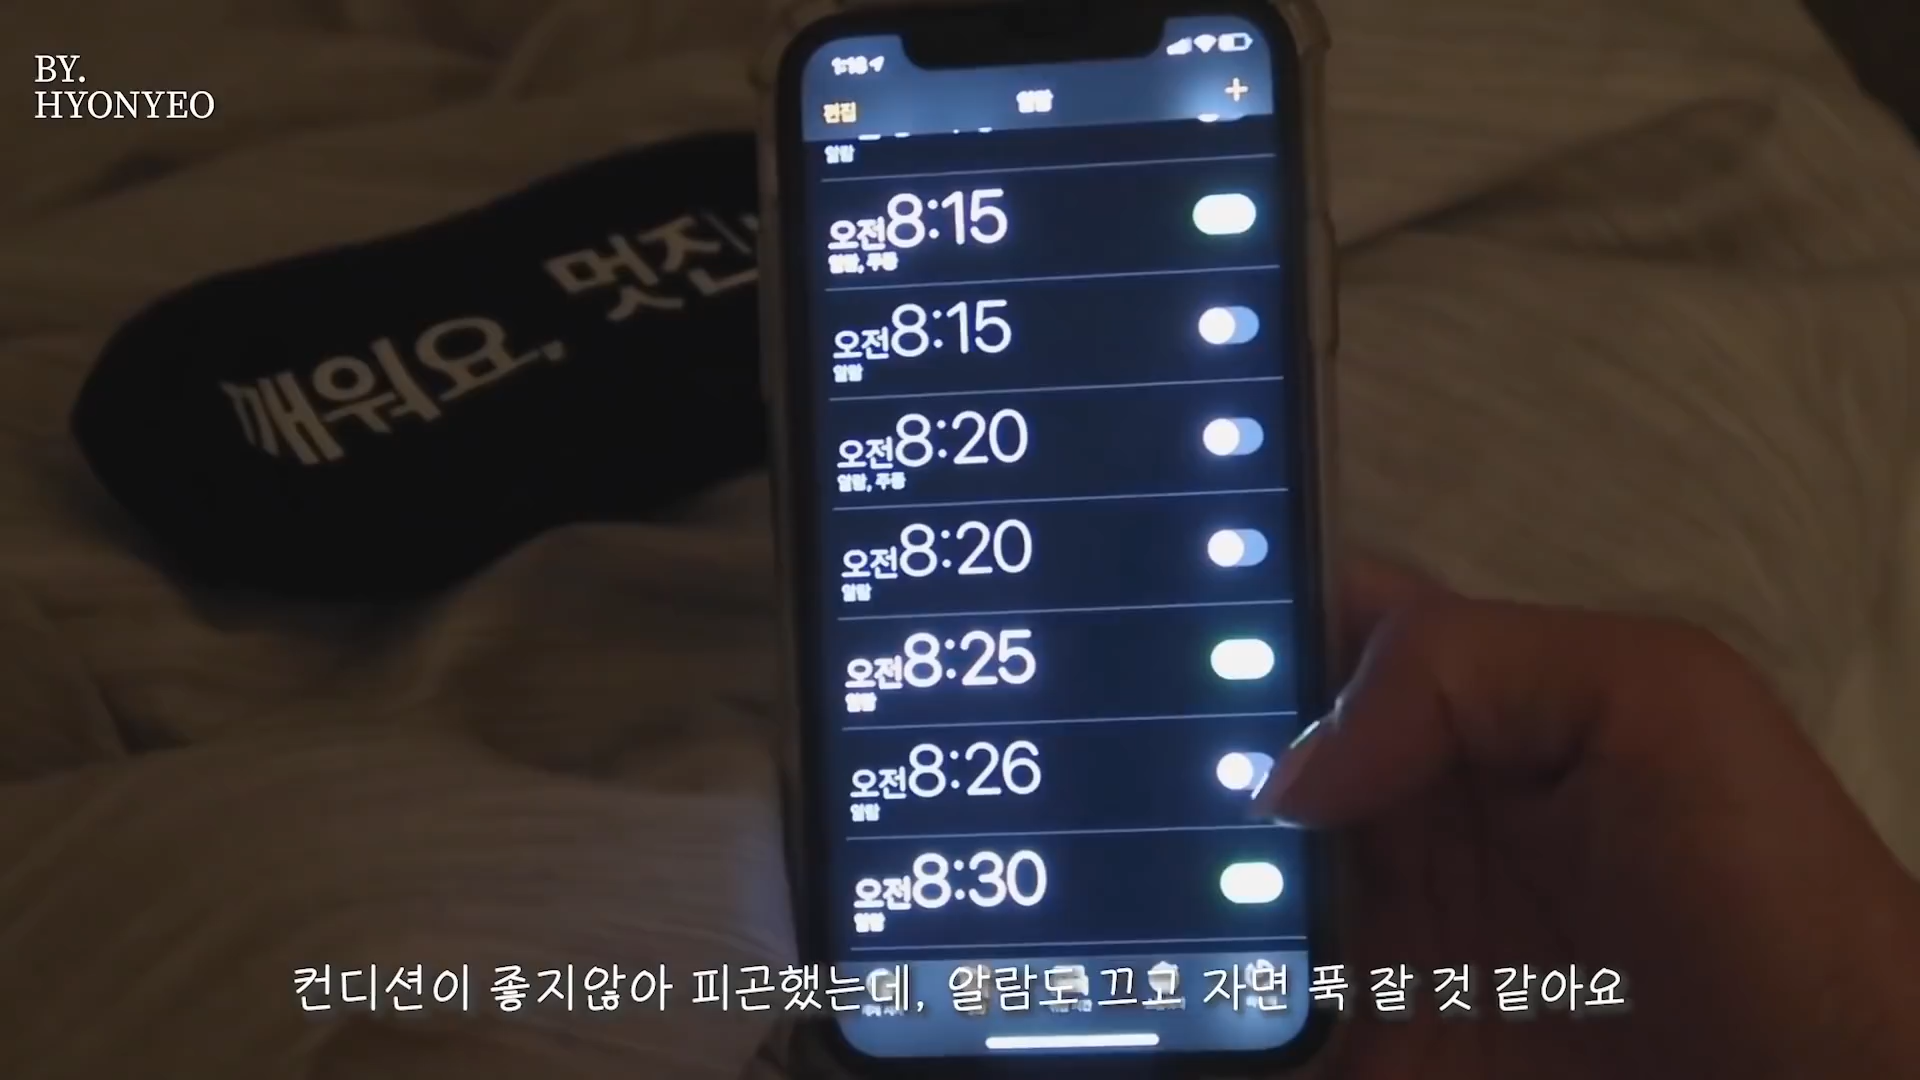 BY.
HYONYEO
1:18
편집
알람
알람
오전8:15
알람, 주중
오전8:15
알람
오전8:20
알람, 주중
오전8:20
알람
오전8:25
알람
오전8:26
알람
오전8:30
알람
깨워요, 멋진
컨디션이 좋지않아 피곤했는데, 알람도 끄고 자면 푹 잘 것 같아요